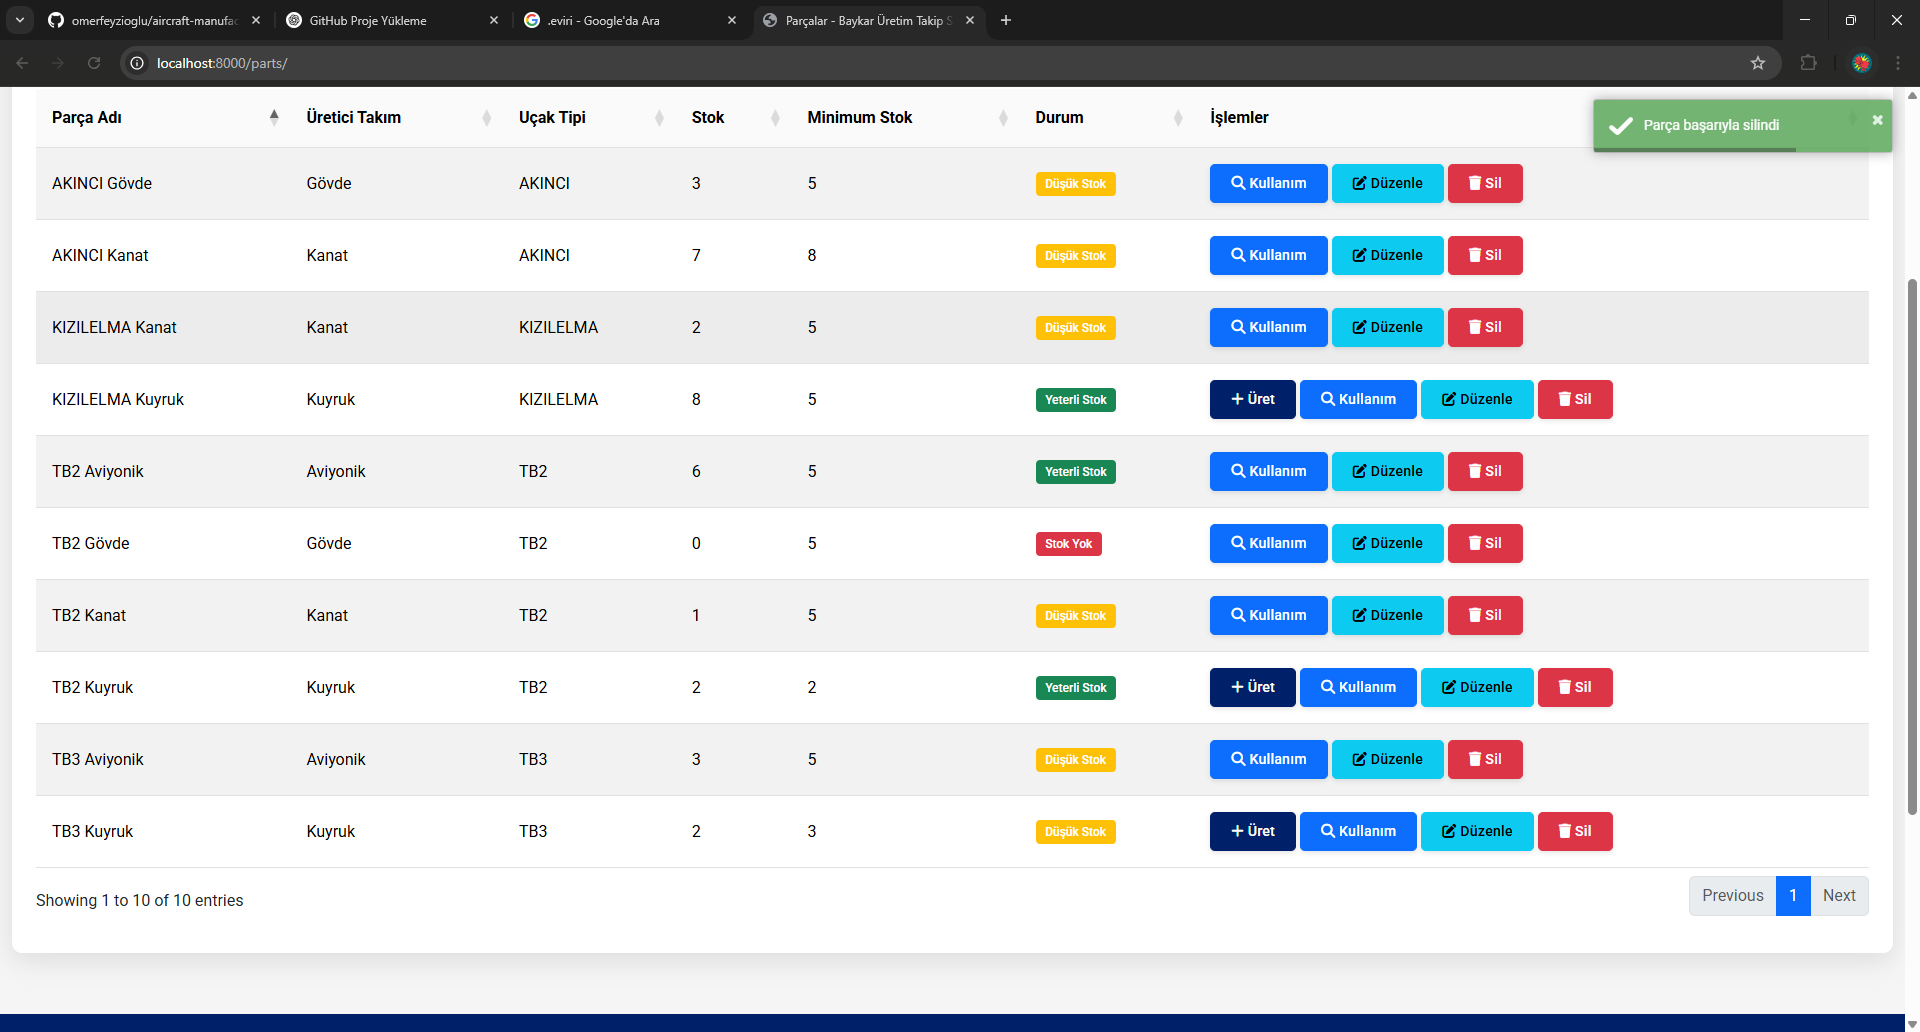 omerfeyzioglu/aircraft-manufac
GitHub Proje Yükleme
.eviri - Google'da Ara
Parçalar - Baykar Üretim Takip S
localhost:8000/parts/
Parça Adı Üretici Takım Uçak Tipi Stok Minimum Stok Durum İşlemler
Parça başarıyla silindi
AKINCI Gövde Gövde AKINCI 3 5 Düşük Stok Kullanım Düzenle Sil
AKINCI Kanat Kanat AKINCI 7 8 Düşük Stok Kullanım Düzenle Sil
KIZILELMA Kanat Kanat KIZILELMA 2 5 Düşük Stok Kullanım Düzenle Sil
KIZILELMA Kuyruk Kuyruk KIZILELMA 8 5 Yeterli Stok Üret Kullanım Düzenle Sil
TB2 Aviyonik Aviyonik TB2 6 5 Yeterli Stok Kullanım Düzenle Sil
TB2 Gövde Gövde TB2 0 5 Stok Yok Kullanım Düzenle Sil
TB2 Kanat Kanat TB2 1 5 Düşük Stok Kullanım Düzenle Sil
TB2 Kuyruk Kuyruk TB2 2 2 Yeterli Stok Üret Kullanım Düzenle Sil
TB3 Aviyonik Aviyonik TB3 3 5 Düşük Stok Kullanım Düzenle Sil
TB3 Kuyruk Kuyruk TB3 2 3 Düşük Stok Üret Kullanım Düzenle Sil
Showing 1 to 10 of 10 entries
Previous 1 Next